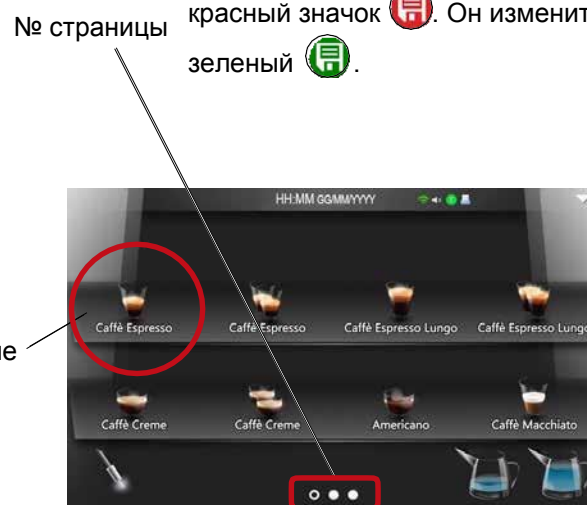 красный значок . Он изменит
№ страницы
зеленый .
HH:MM GG/MM/YYYY
Caffè Espresso Caffè Espresso Caffè Espresso Lungo Caffè Espresso Lungo
Caffè Creme Caffè Creme Americano Caffè Macchiato